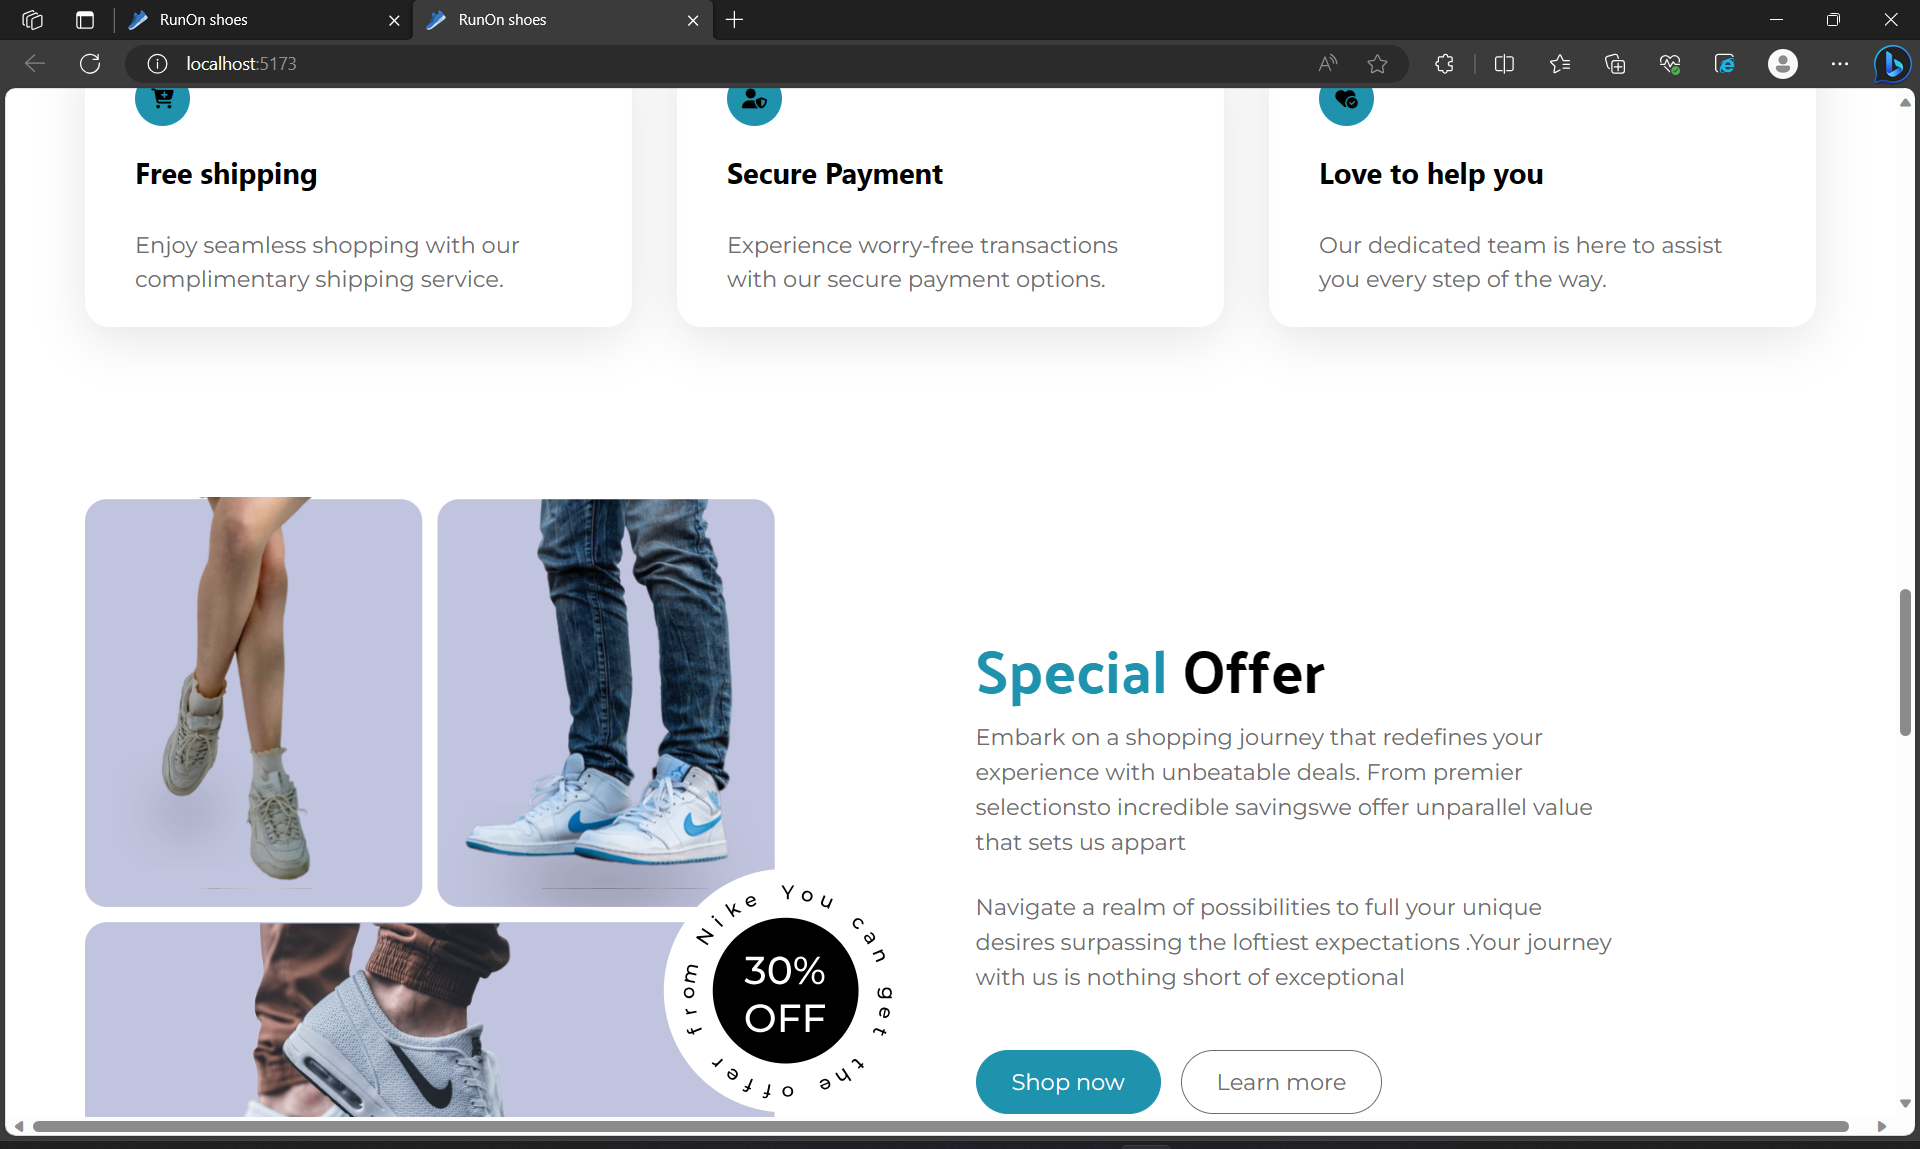 RunOn shoes
RunOn shoes
localhost:5173
Free shipping
Enjoy seamless shopping with our
complimentary shipping service.
Secure Payment
Experience worry-free transactions
with our secure payment options.
Love to help you
Our dedicated team is here to assist
you every step of the way.
Special Offer
Embark on a shopping journey that redefines your
experience with unbeatable deals. From premier
selectionsto incredible savingswe offer unparallel value
that sets us appart
Navigate a realm of possibilities to full your unique
desires surpassing the loftiest expectations .Your journey
with us is nothing short of exceptional
You can get the offer from Nike
30%
OFF
Shop now
Learn more